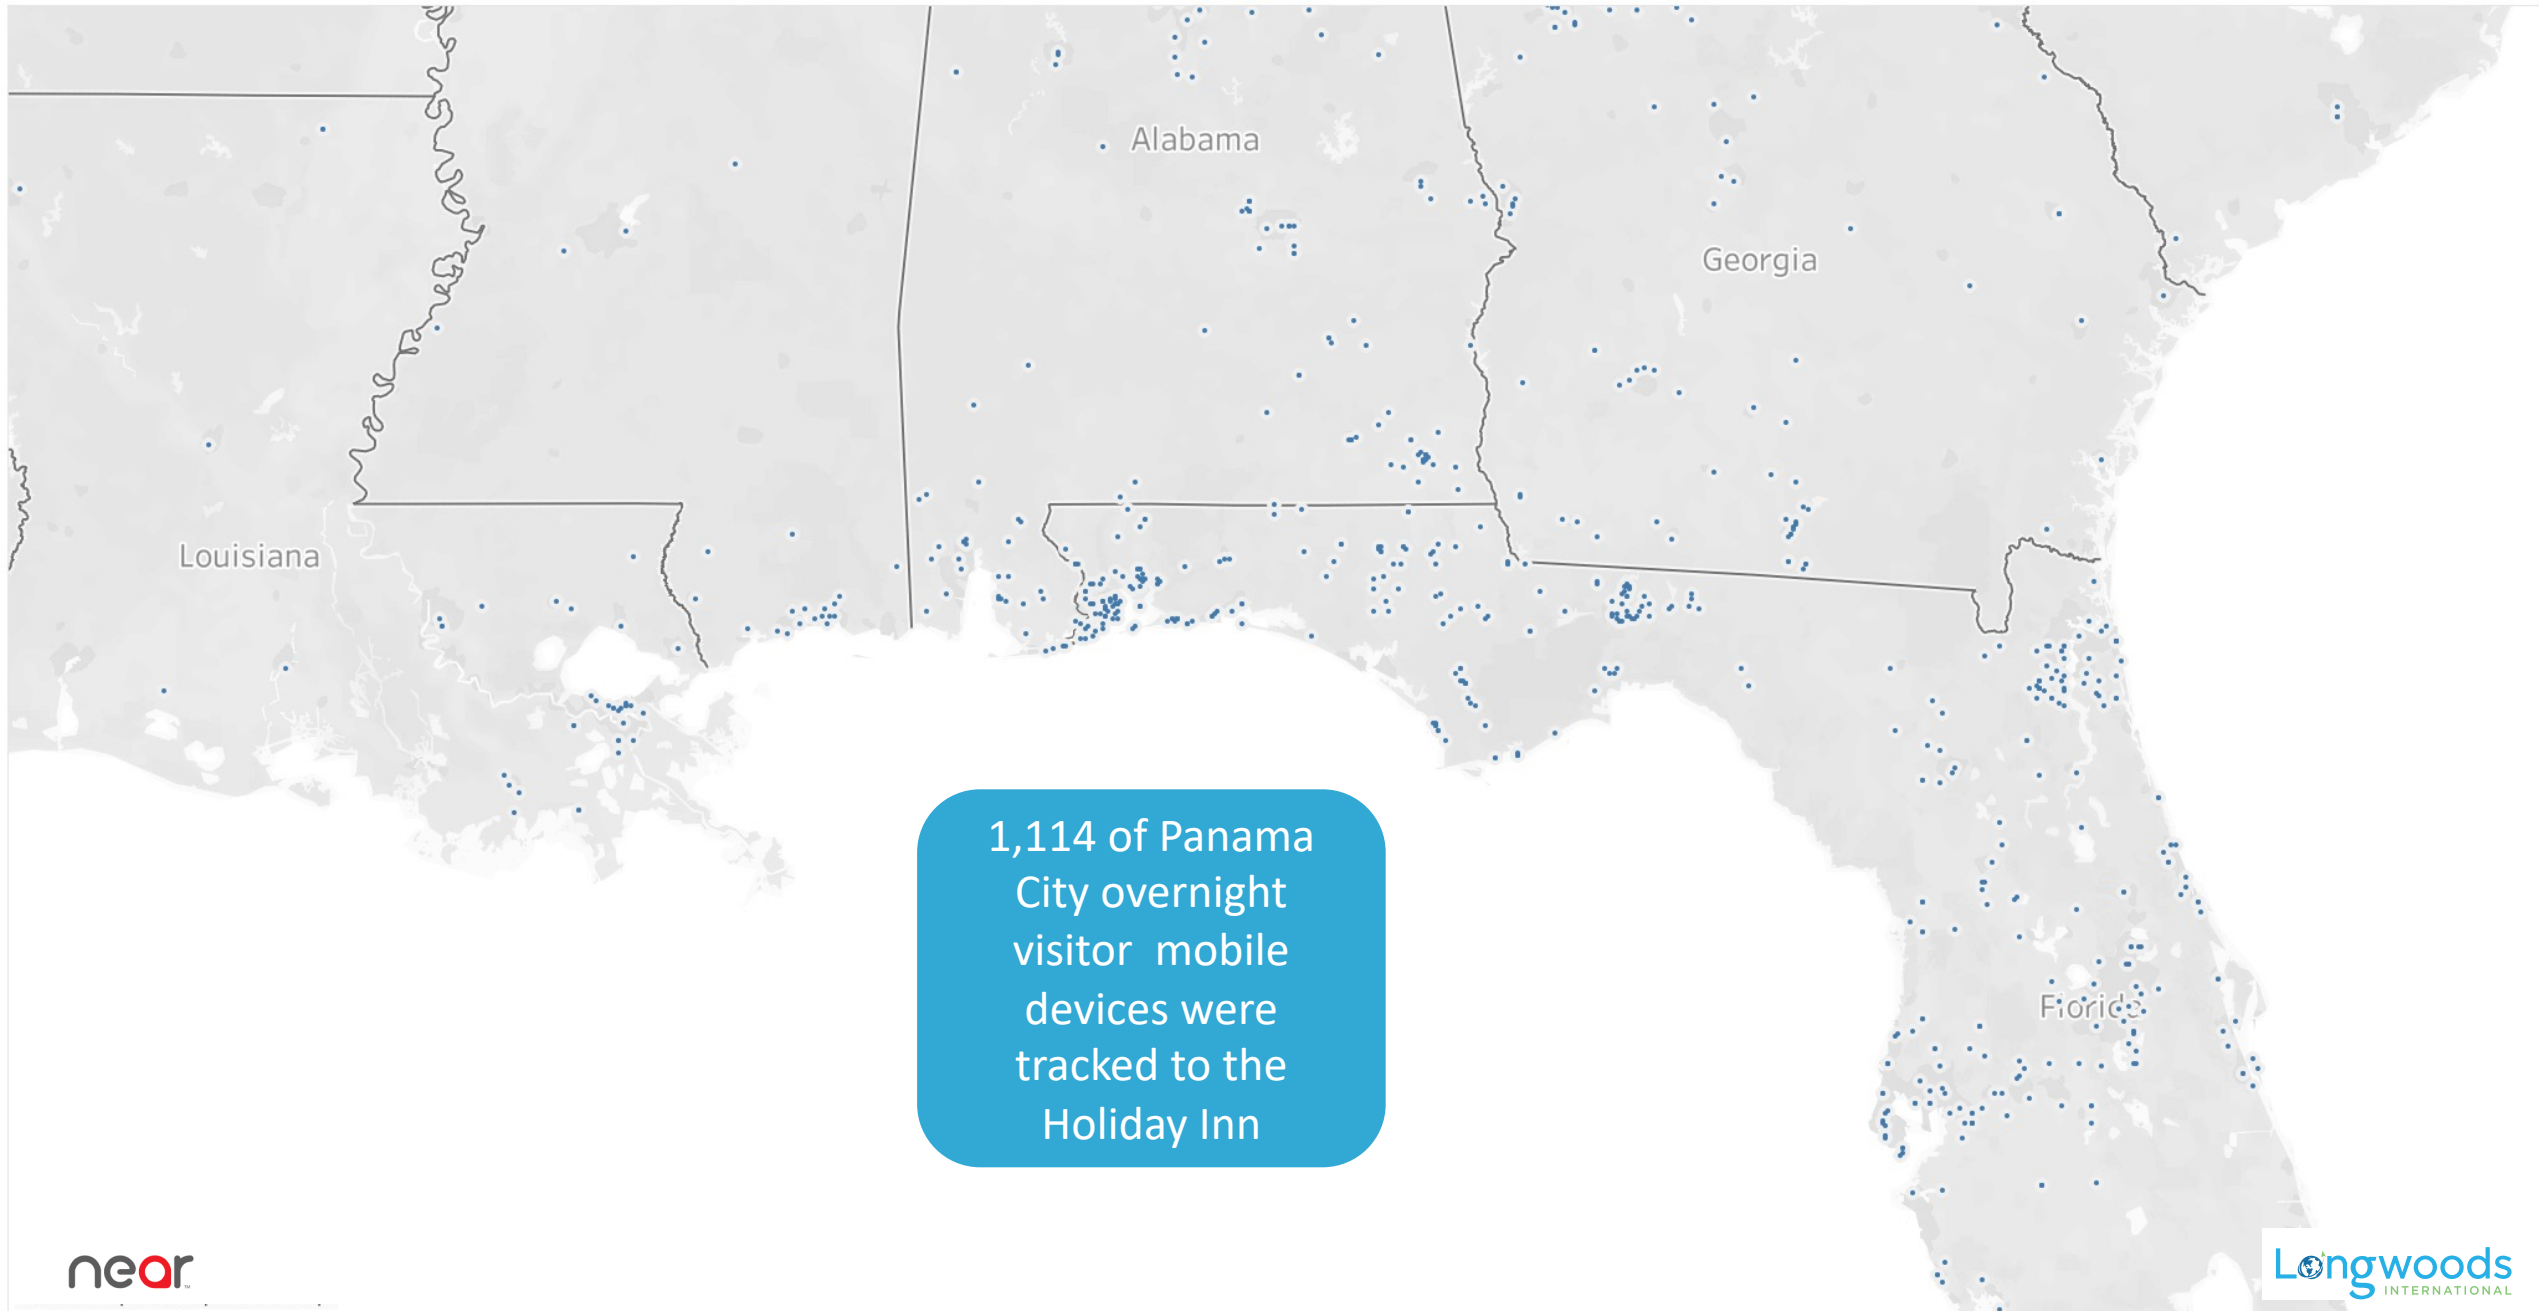 Alabama
Georgia
Louisiana
1,114 of Panama
City overnight
visitor  mobile
devices were
tracked to the
Holiday Inn
Florida
near
Longwoods
INTERNATIONAL